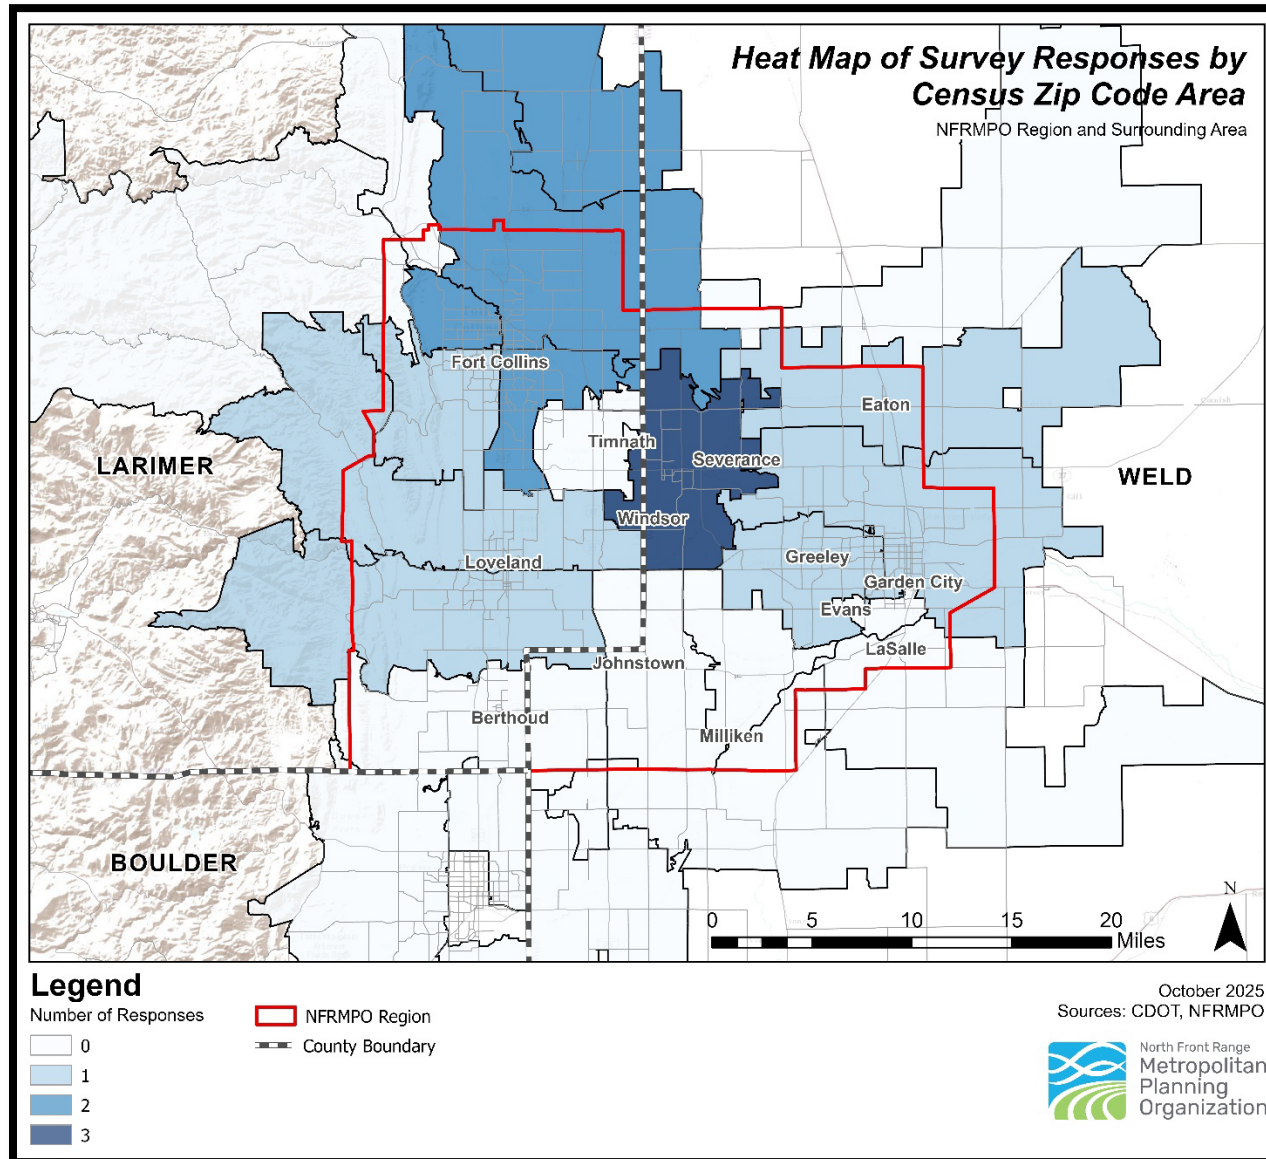 Heat Map of Survey Responses by
Census Zip Code Area
NFRMPO Region and Surrounding Area
Fort Collins
Eaton
Timnath
LARIMER
Severance
WELD
Windsor
Greeley
Loveland
Garden City
Evans
LaSalle
Johnstown
Berthoud
Milliken
BOULDER
N
0 5 10 15 20
Miles
Legend
Number of Responses
0
1
2
3
NFRMPO Region
County Boundary
October 2025
Sources: CDOT, NFRMPO
North Front Range
Metropolitan
Planning
Organization